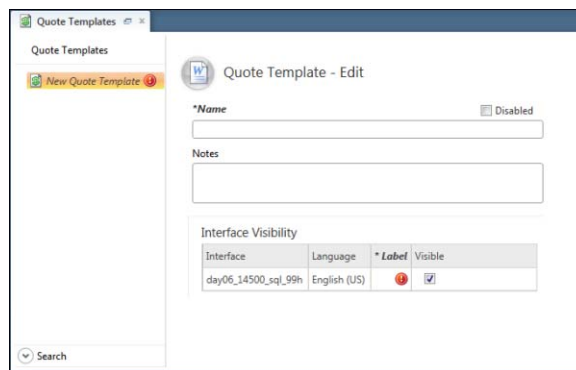 Quote Templates
Quote Templates
New Quote Template
Quote Template - Edit
*Name
Disabled
Notes
Interface Visibility
Interface Language * Label Visible
day06_14500_sql_99h English (US)
Search